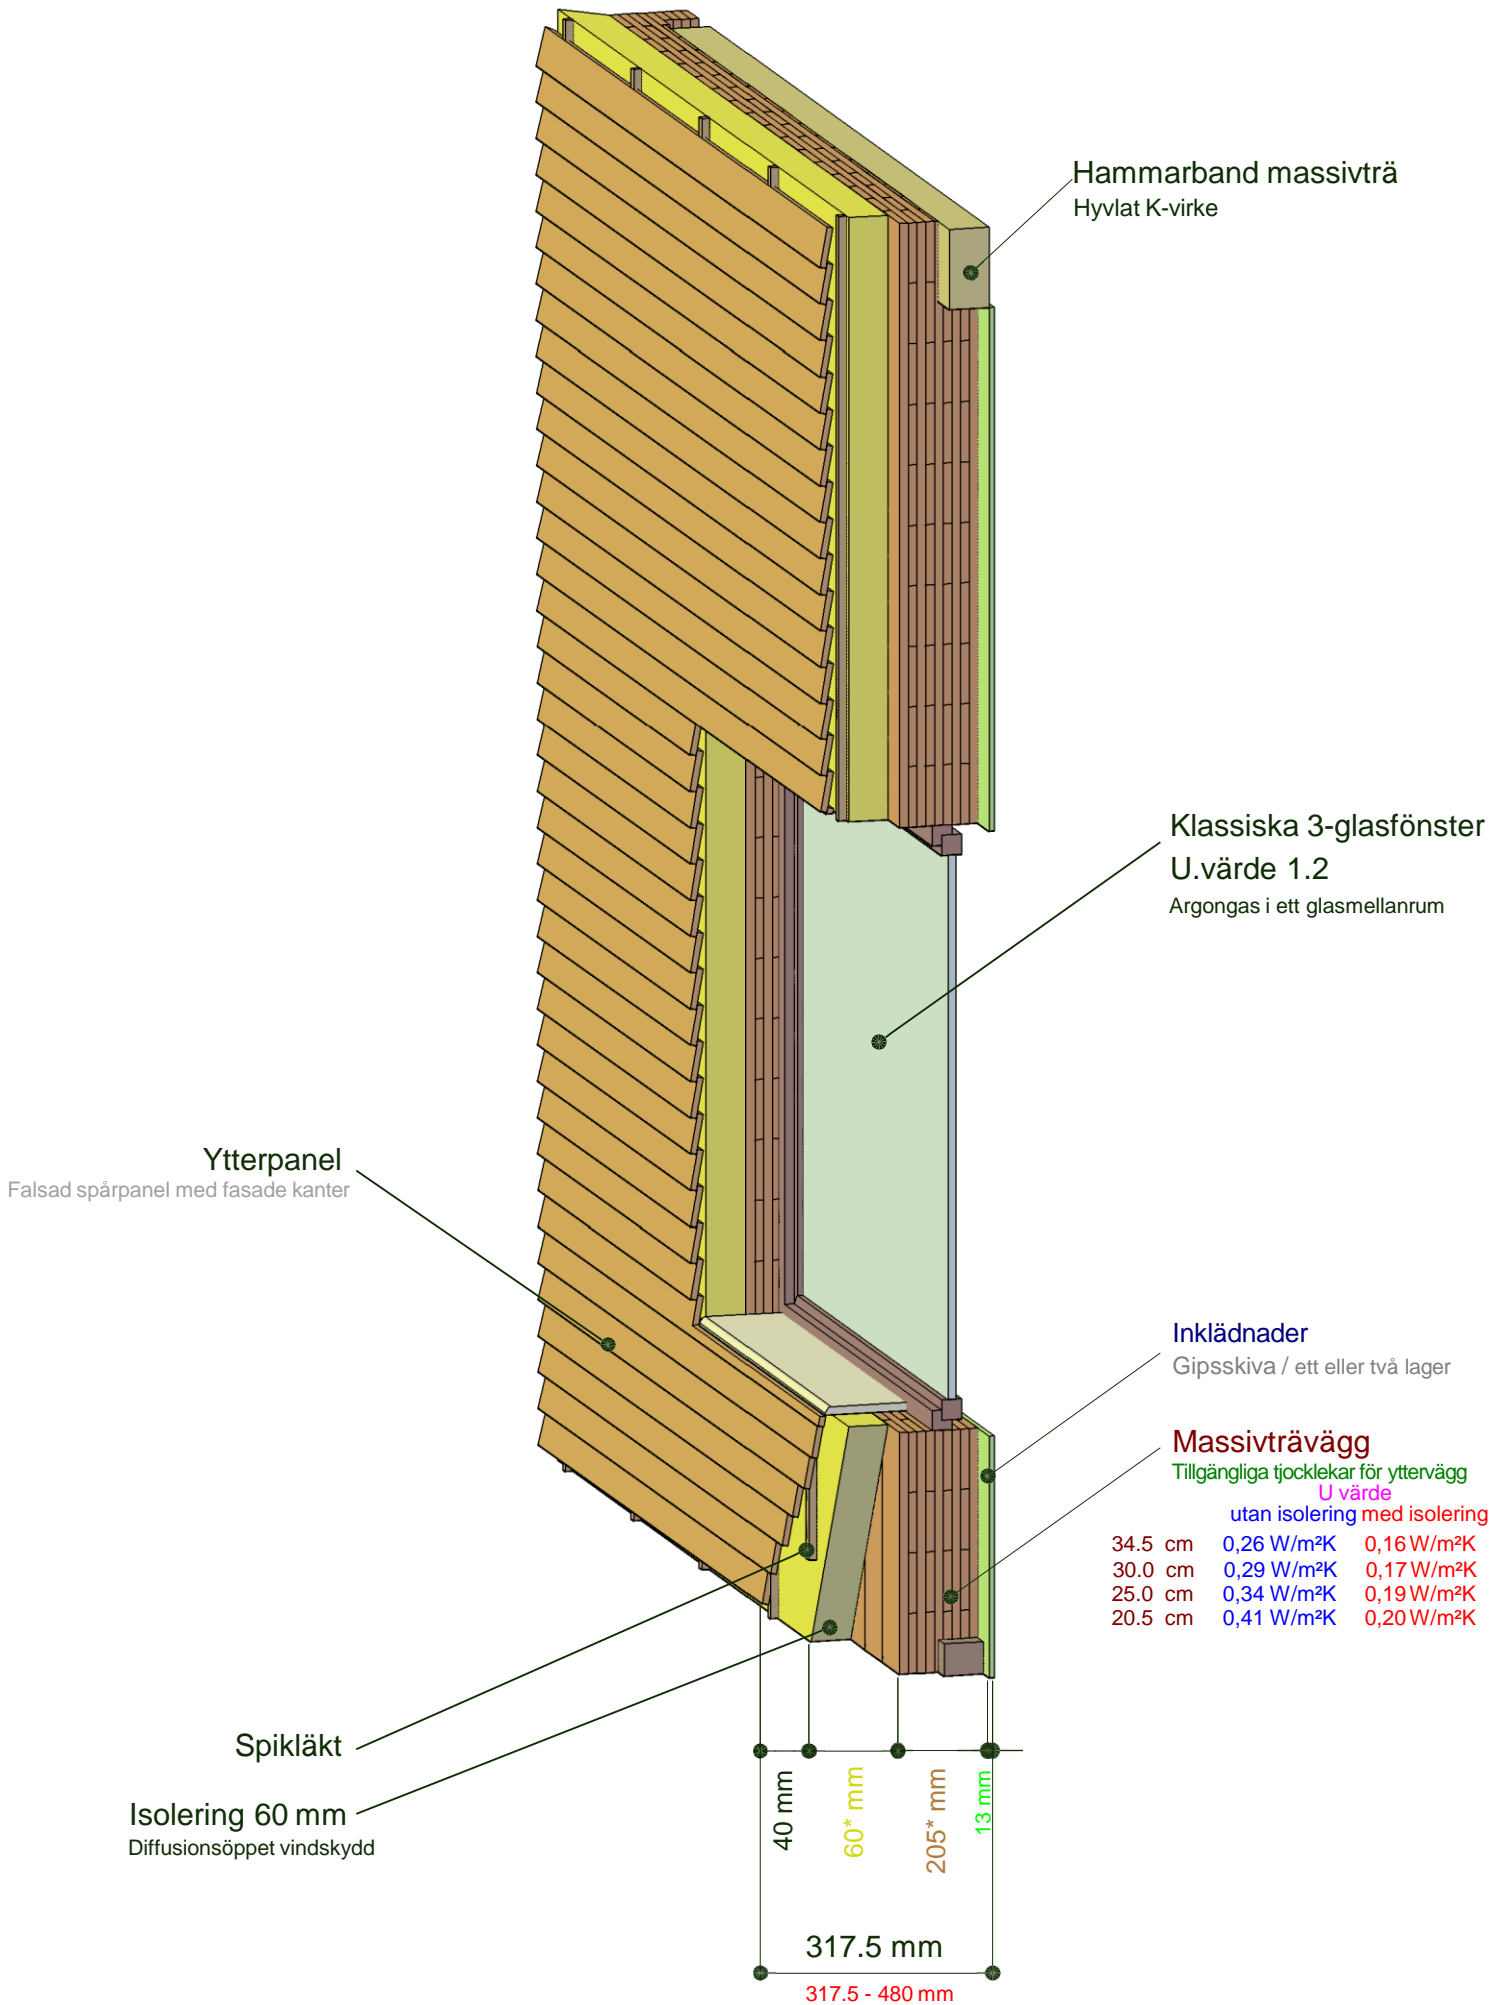 Hammarband massivträ
Hyvlat K-virke
Klassiska 3-glasfönster
U.värde 1.2
Argongas i ett glasmellanrum
Ytterpanel
Falsad spårpanel med fasade kanter
Inklädnader
Gipsskiva / ett eller två lager
Massivträvägg
Tillgängliga tjocklekar för yttervägg
U värde
utan isolering med isolering
34.5 cm 0,26 W/m²K 0,16 W/m²K
30.0 cm 0,29 W/m²K 0,17 W/m²K
25.0 cm 0,34 W/m²K 0,19 W/m²K
20.5 cm 0,41 W/m²K 0,20 W/m²K
Spikläkt
Isolering 60 mm
Diffusionsöppet vindskydd
40 mm
60* mm
205* mm
13 mm
317.5 mm
317.5 - 480 mm